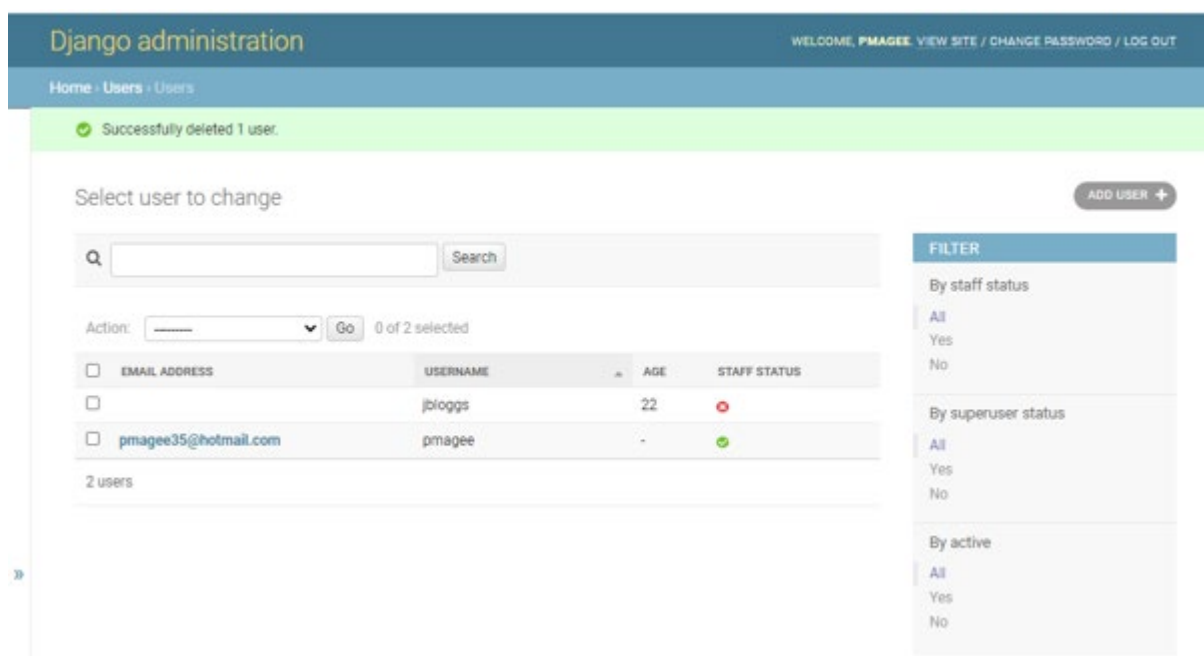 Django administration
WELCOME, PMAGEE. VIEW SITE / CHANGE PASSWORD / LOG OUT
Home › Users › Users
Successfully deleted 1 user.
Select user to change
ADD USER +
Search
Action: --------- Go 0 of 2 selected
EMAIL ADDRESS USERNAME AGE STAFF STATUS
jbloggs 22
pmagee35@hotmail.com pmagee -
2 users
FILTER
By staff status
All
Yes
No
By superuser status
All
Yes
No
By active
All
Yes
No
»